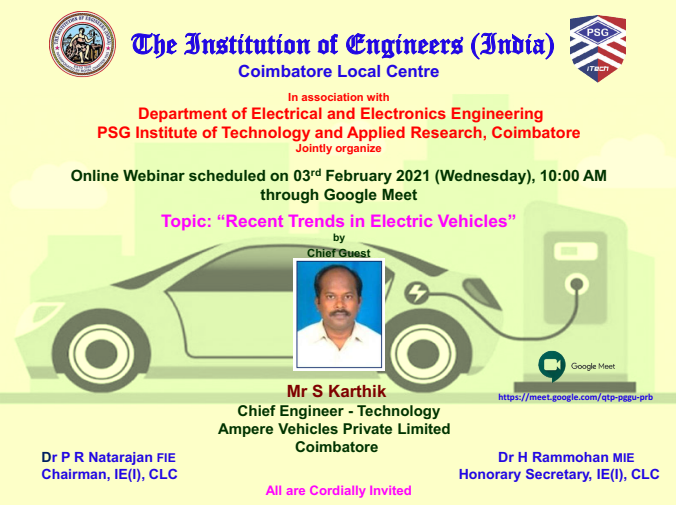 The Institution of Engineers (India)
PSG
iTech
Coimbatore Local Centre
In association with
Department of Electrical and Electronics Engineering
PSG Institute of Technology and Applied Research, Coimbatore
Jointly organize
Online Webinar scheduled on 03rd February 2021 (Wednesday), 10:00 AM
through Google Meet
Topic: “Recent Trends in Electric Vehicles”
by
Chief Guest
Google Meet
https://meet.google.com/qtp-pggu-prb
Mr S Karthik
Chief Engineer - Technology
Ampere Vehicles Private Limited
Coimbatore
Dr P R Natarajan FIE
Chairman, IE(I), CLC
Dr H Rammohan MIE
Honorary Secretary, IE(I), CLC
All are Cordially Invited